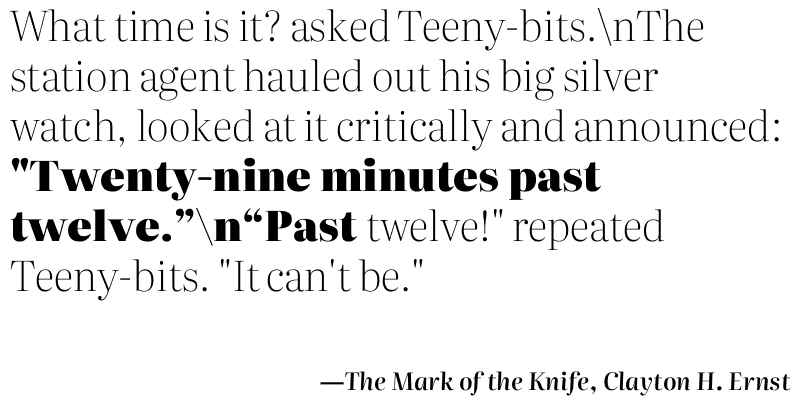 What time is it? asked Teeny-bits.\nThe
station agent hauled out his big silver
watch, looked at it critically and announced:
"Twenty-nine minutes past
twelve.”\n“Past twelve!" repeated
Teeny-bits. "It can't be."
—The Mark of the Knife, Clayton H. Ernst